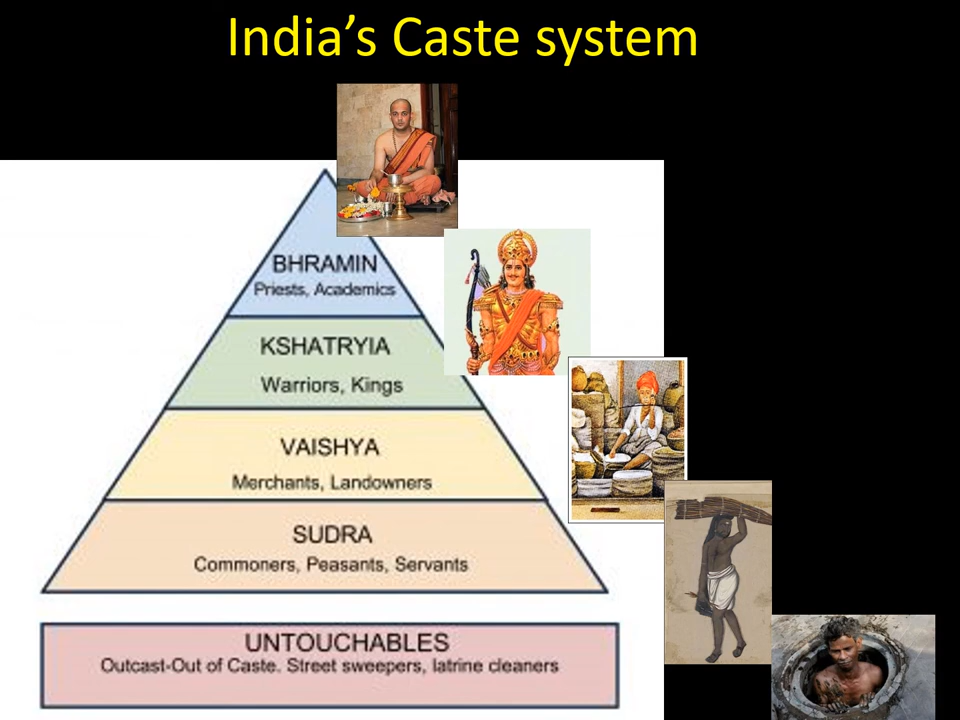 India’s Caste system
BHRAMIN
Priests, Academics
KSHATRYIA
Warriors, Kings
VAISHYA
Merchants, Landowners
SUDRA
Commoners, Peasants, Servants
UNTOUCHABLES
Outcast-Out of Caste. Street sweepers, latrine cleaners